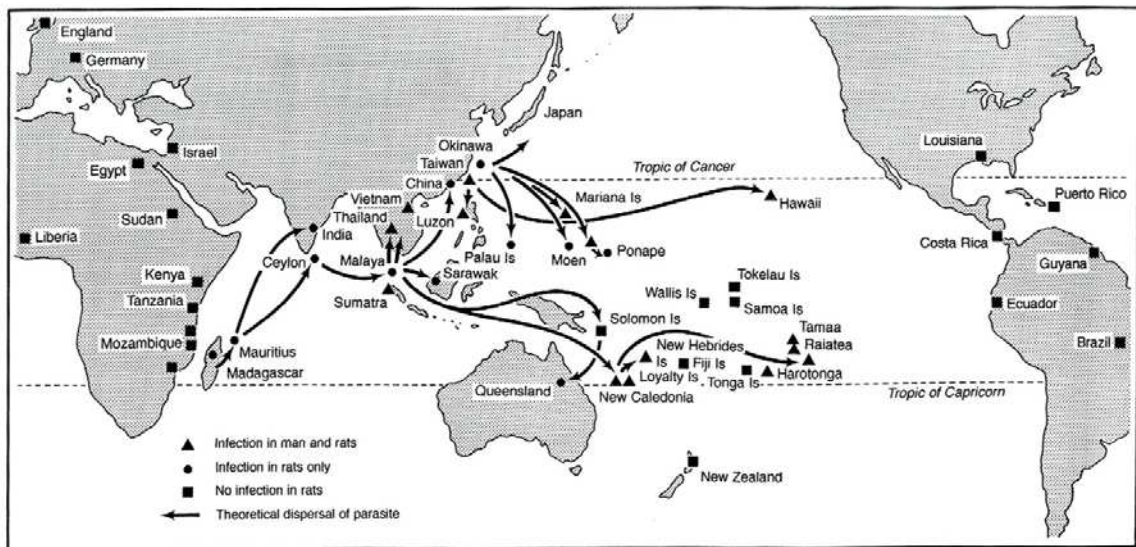 England
Germany
Japan
Okinawa
Israel
Taiwan
Louisiana
Egypt
China
Tropic of Cancer
Vietnam
Mariana Is
Puerto Rico
Thailand
Hawaii
Sudan
Luzon
India
Liberia
Costa Rica
Malaya
Palau Is
Ponape
Ceylon
Moen
Guyana
Kenya
Sarawak
Tokelau Is
Tanzania
Sumatra
Wallis Is
Samoa Is
Ecuador
Solomon Is
Tamaa
Mozambique
Mauritius
New Hebrides
Raiatea
Brazil
Is
Fiji Is
Madagascar
Loyalty Is
Harotonga
Queensland
Tonga Is
New Caledonia
Tropic of Capricorn
Infection in man and rats
Infection in rats only
No infection in rats
New Zealand
Theoretical dispersal of parasite